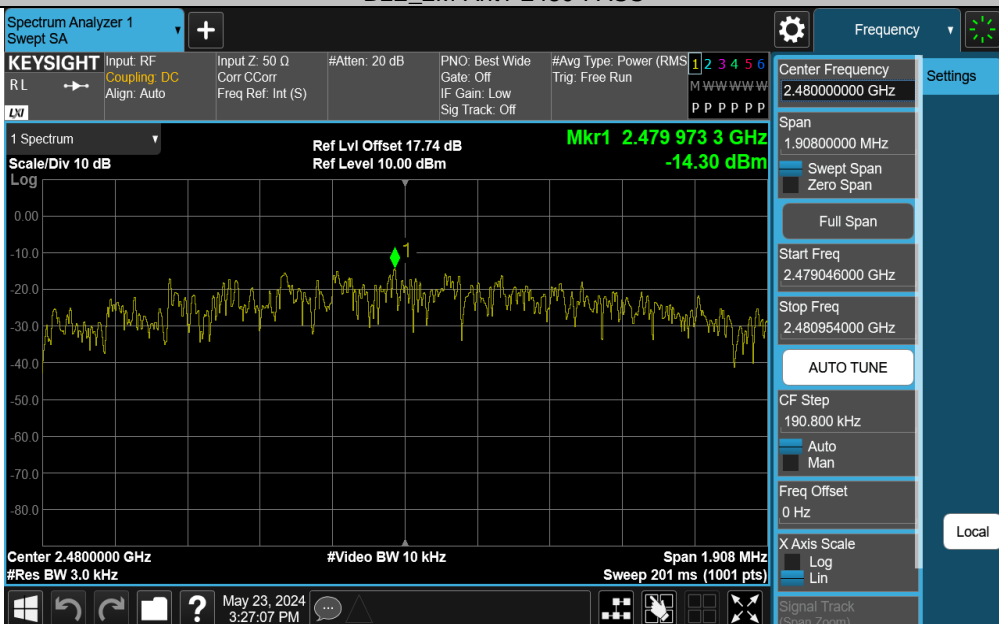 Spectrum Analyzer 1
Swept SA
Frequency
KEYSIGHT
RL
LXI
Input: RF
Coupling: DC
Align: Auto
Input Z: 50 Ω
Corr CCorr
Freq Ref: Int (S)
#Atten: 20 dB
PNO: Best Wide
Gate: Off
IF Gain: Low
Sig Track: Off
#Avg Type: Power (RMS
Trig: Free Run
1 2 3 4 5 6
M W W W W W
P P P P P P
Center Frequency
2.480000000 GHz
Settings
Span
1.90800000 MHz
Swept Span
Zero Span
Full Span
Start Freq
2.479046000 GHz
Stop Freq
2.480954000 GHz
AUTO TUNE
CF Step
190.800 kHz
Auto
Man
Freq Offset
0 Hz
X Axis Scale
Log
Lin
Signal Track
(Span Zoom)
Local
1 Spectrum
Scale/Div 10 dB
Log
Ref Lvl Offset 17.74 dB
Ref Level 10.00 dBm
Mkr1 2.479 973 3 GHz
-14.30 dBm
1
0.00
-10.0
-20.0
-30.0
-40.0
-50.0
-60.0
-70.0
-80.0
Center 2.4800000 GHz
#Video BW 10 kHz
Span 1.908 MHz
#Res BW 3.0 kHz
Sweep 201 ms (1001 pts)
?
May 23, 2024
3:27:07 PM